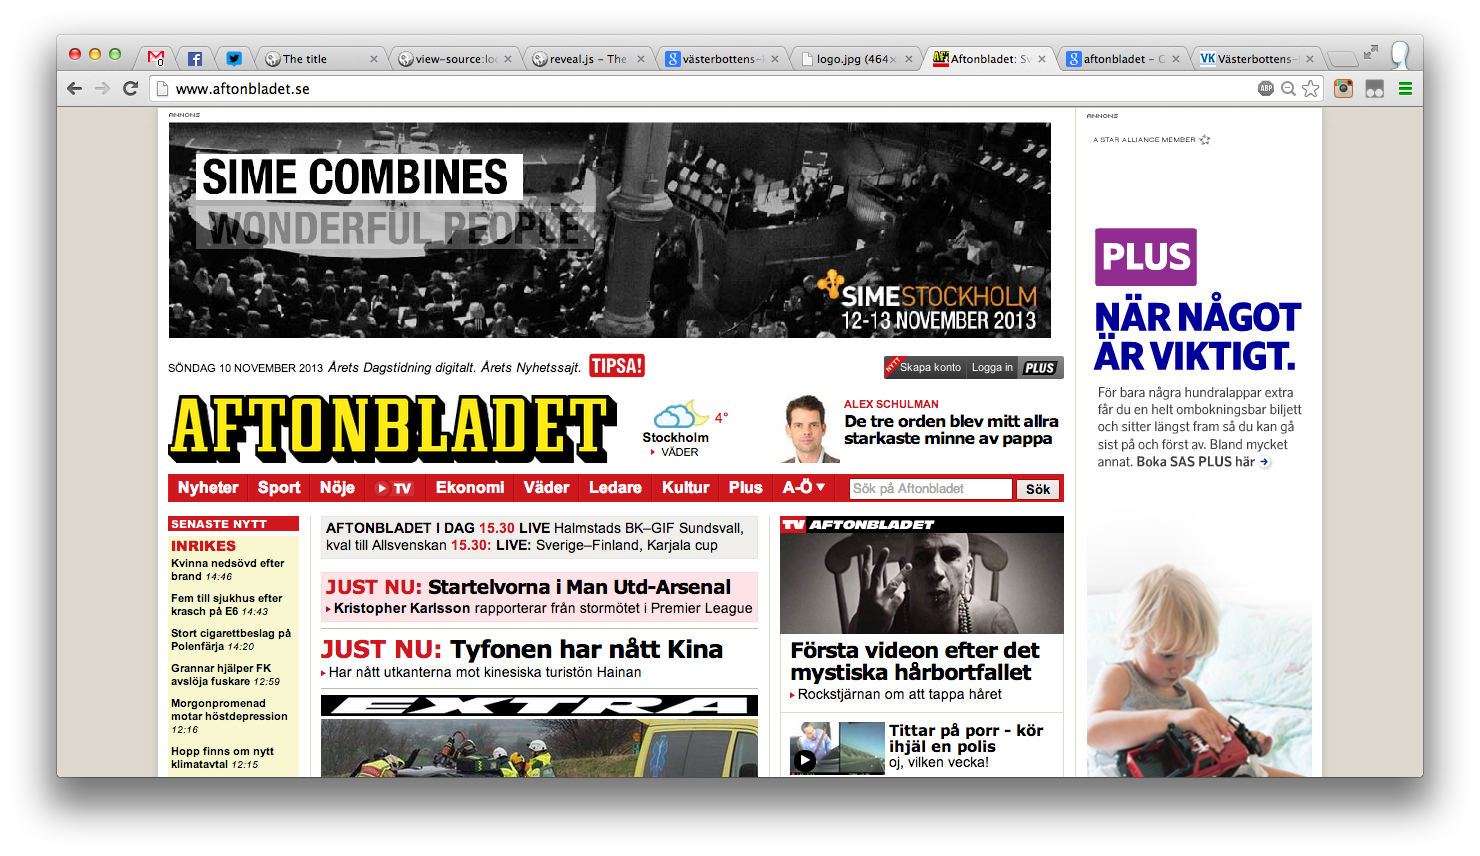 The title
view-source:loc
reveal.js – The
västerbottens-
logo.jpg (464×
Aftonbladet: Sv
aftonbladet – G
Västerbottens-
www.aftonbladet.se
ABP
ANNONS
SIME COMBINES
WONDERFUL PEOPLE
SIMESTOCKHOLM
12-13 NOVEMBER 2013
ANNONS
A STAR ALLIANCE MEMBER
PLUS
NÄR NÅGOT
ÄR VIKTIGT.
För bara några hundralappar extra
får du en helt ombokningsbar biljett
och sitter längst fram så du kan gå
sist på och först av. Bland mycket
annat. Boka SAS PLUS här
SÖNDAG 10 NOVEMBER 2013 Årets Dagstidning digitalt. Årets Nyhetssajt. TIPSA!
NYTT Skapa konto Logga in PLUS
AFTONBLADET
4°
Stockholm
VÄDER
ALEX SCHULMAN
De tre orden blev mitt allra
starkaste minne av pappa
Nyheter Sport Nöje TV Ekonomi Väder Ledare Kultur Plus A-Ö Sök på Aftonbladet Sök
SENASTE NYTT
INRIKES
Kvinna nedsövd efter
brand 14:46
Fem till sjukhus efter
krasch på E6 14:43
Stort cigarettbeslag på
Polenfärja 14:20
Grannar hjälper FK
avslöja fuskare 12:59
Morgonpromenad
motar höstdepression
12:16
Hopp finns om nytt
klimatavtal 12:15
AFTONBLADET I DAG 15.30 LIVE Halmstads BK–GIF Sundsvall,
kval till Allsvenskan 15.30: LIVE: Sverige–Finland, Karjala cup
JUST NU: Startelvorna i Man Utd-Arsenal
Kristopher Karlsson rapporterar från stormötet i Premier League
JUST NU: Tyfonen har nått Kina
Har nått utkanterna mot kinesiska turistön Hainan
EXTRA
TV AFTONBLADET
Första videon efter det
mystiska hårbortfallet
Rockstjärnan om att tappa håret
Tittar på porr - kör
ihjäl en polis
oj, vilken vecka!